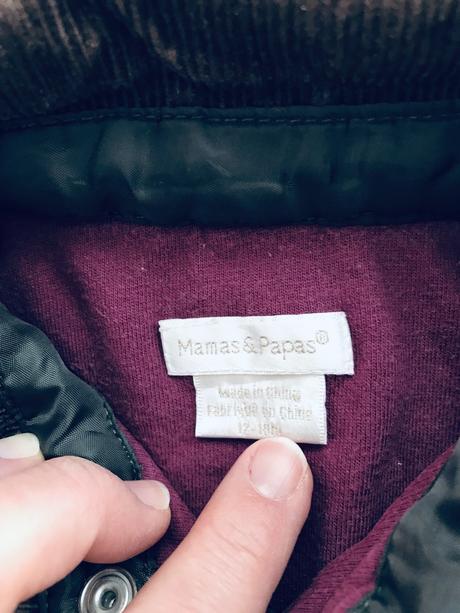 Mamas & Papas®
Made in China
Fabriqué en Chine
12-18M